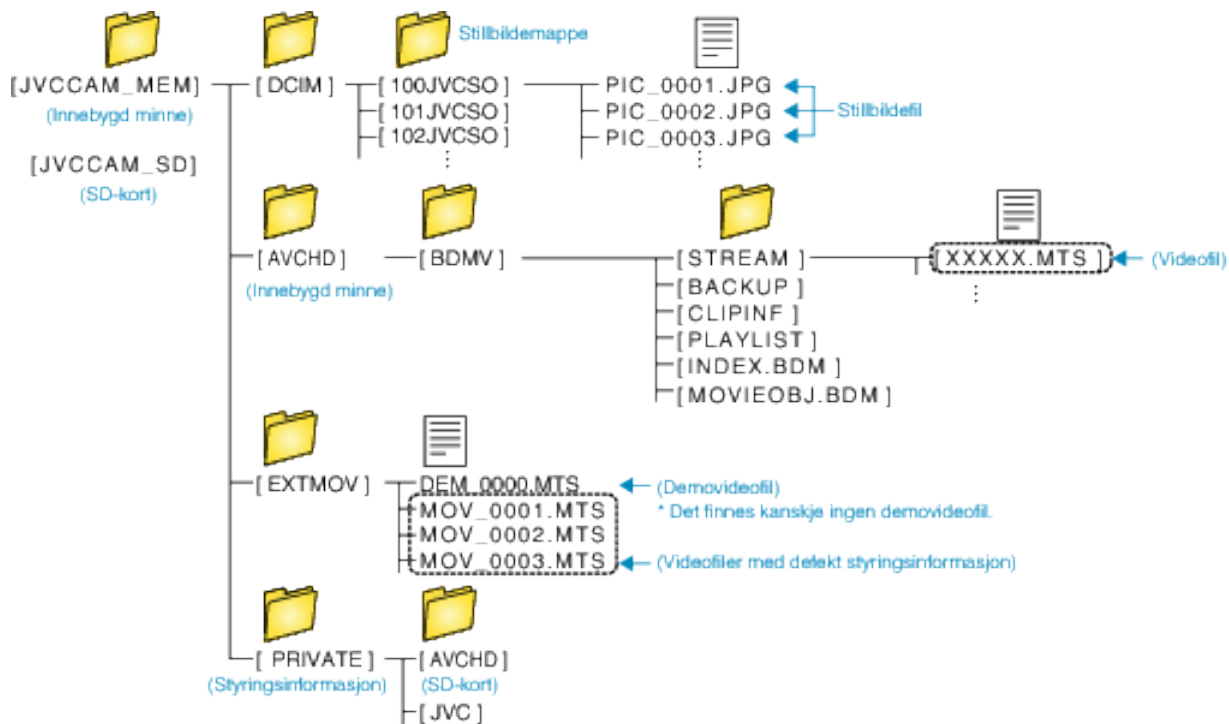 Stillbildemappe
[JVCCAM_MEM] [DCIM] [100JVCSO] PIC_0001.JPG
(Innebygd minne) [101JVCSO] PIC_0002.JPG Stillbildefil
[102JVCSO] PIC_0003.JPG
[JVCCAM_SD]
(SD-kort)
[AVCHD] [BDMV] [STREAM] [XXXXX.MTS] (Videofil)
(Innebygd minne) [BACKUP]
[CLIPINF]
[PLAYLIST]
[INDEX.BDM]
[MOVIEOBJ.BDM]
[EXTMOV] DEM_0000.MTS (Demovideofil)
MOV_0001.MTS * Det finnes kanskje ingen demovideofil.
MOV_0002.MTS
MOV_0003.MTS (Videofiler med defekt styringsinformasjon)
[PRIVATE] [AVCHD]
(Styringsinformasjon) (SD-kort)
[JVC]